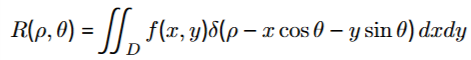 R(ρ, θ) = ∬_D f(x, y)δ(ρ − x cos θ − y sin θ) dxdy